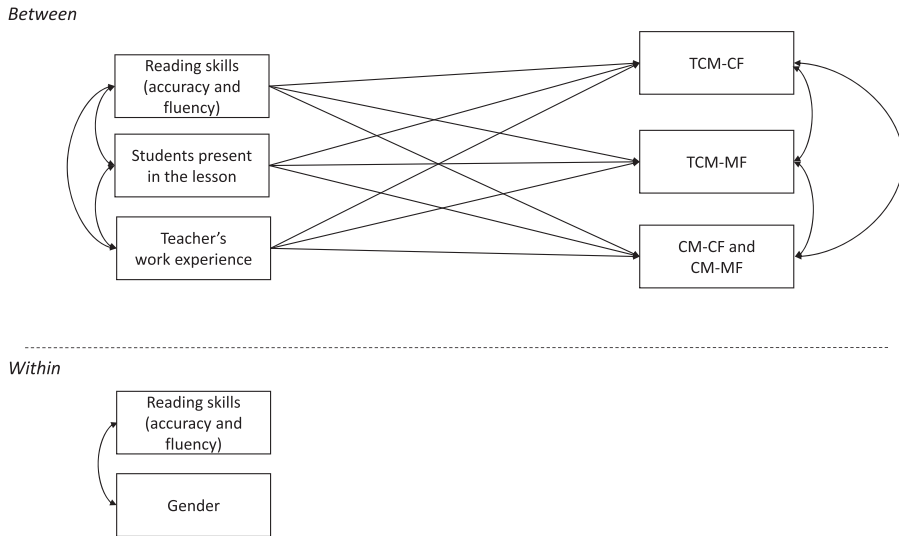 Between
Reading skills
(accuracy and
fluency)
Students present
in the lesson
Teacher’s
work experience
TCM-CF
TCM-MF
CM-CF and
CM-MF
Within
Reading skills
(accuracy and
fluency)
Gender